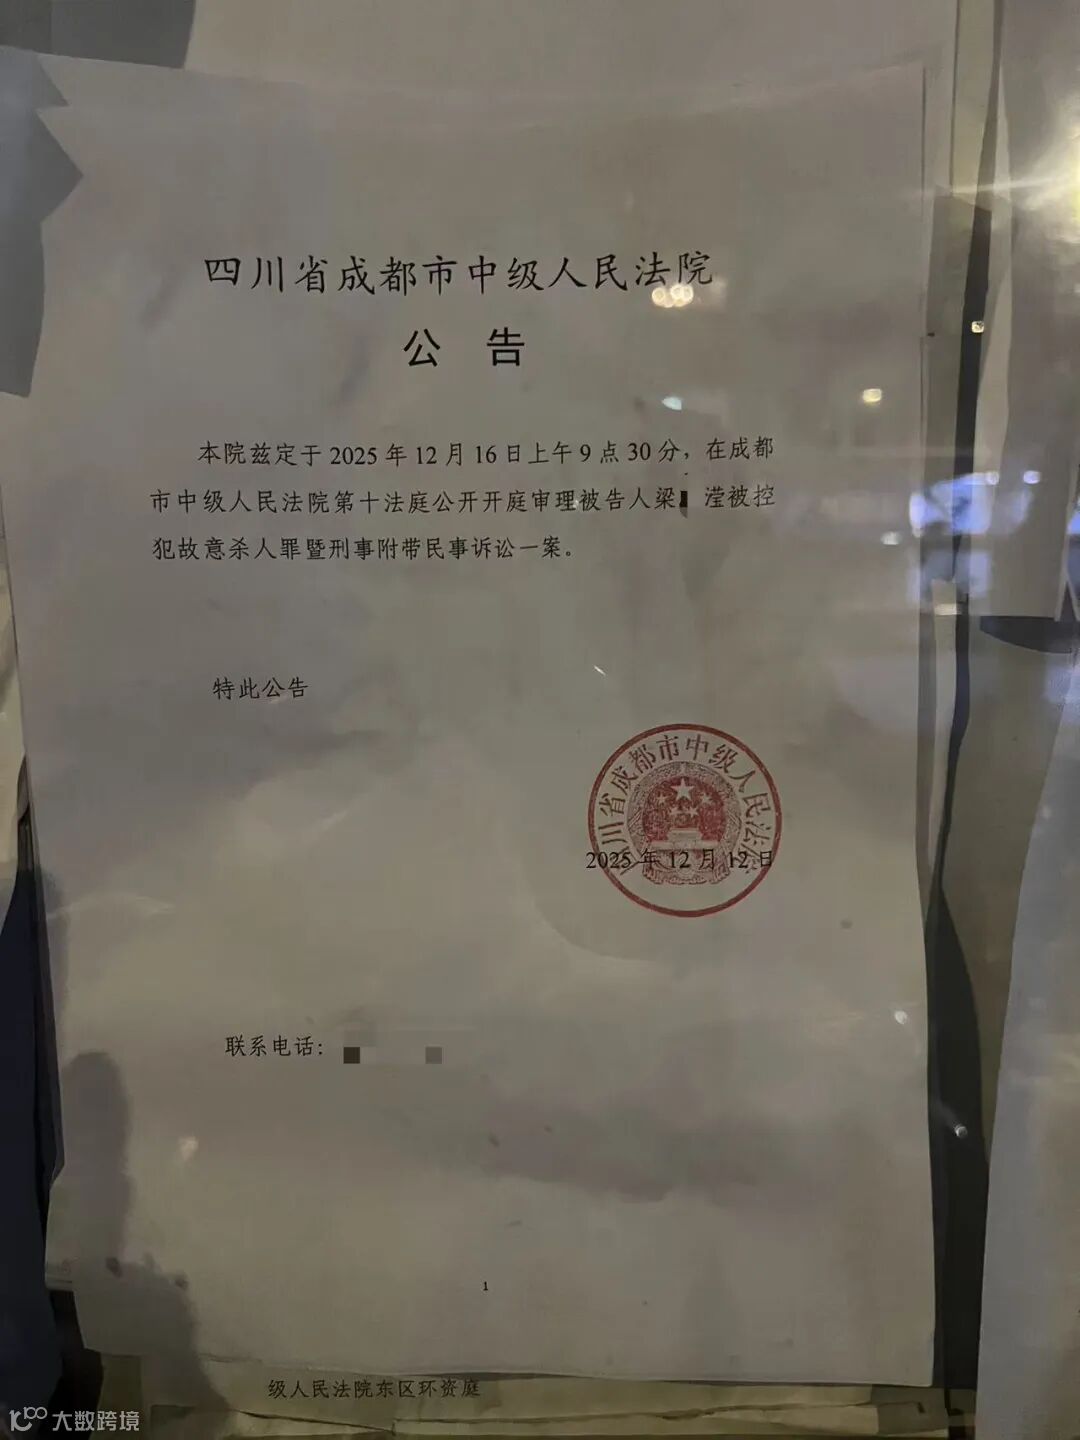 四川省成都市中级人民法院
公 告
本院兹定于2025年12月16日上午9点30分，在成都
市中级人民法院第十法庭公开开庭审理被告人梁 滢被控
犯故意杀人罪暨刑事附带民事诉讼一案。
特此公告
四川省成都市中级人民法院
2025年12月12日
联系电话：
1
级人民法院东区环资庭
大数跨境